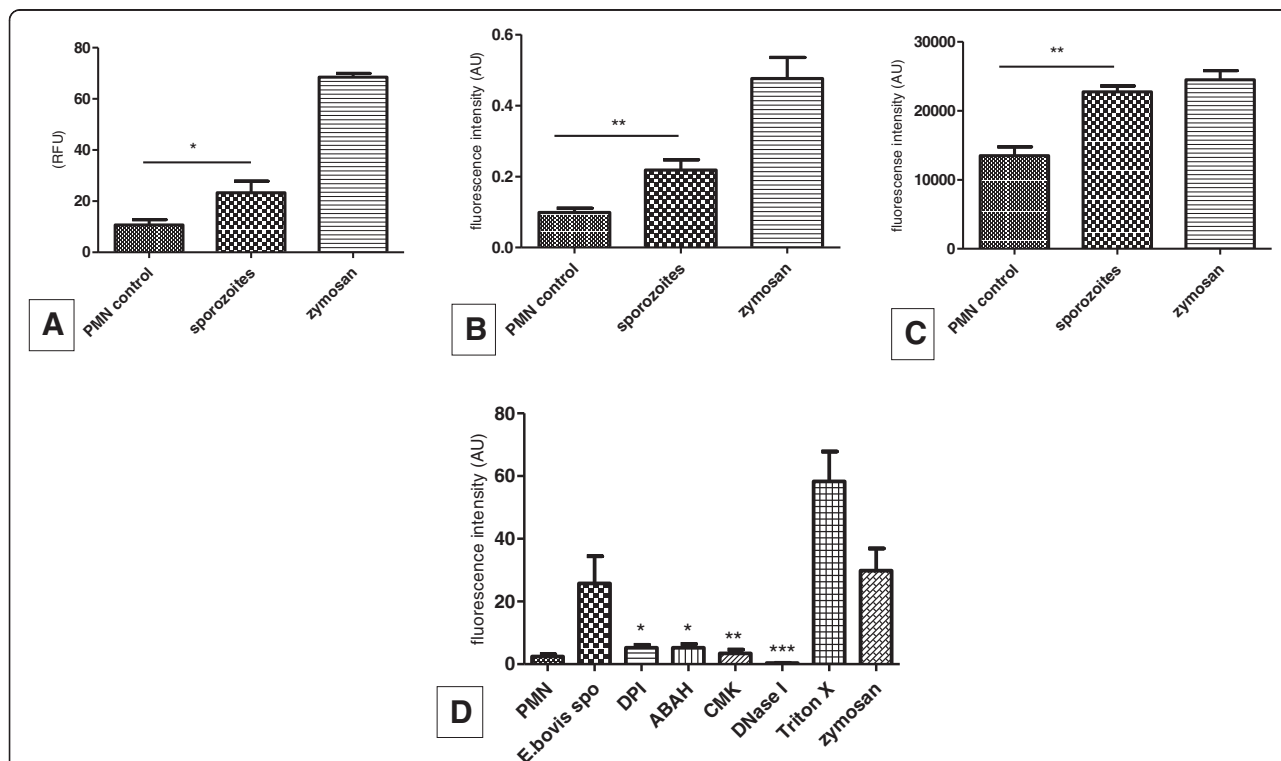 80
60
40
20
0
(RFU)
*
PMN control
sporozoites
zymosan
A
0.6
0.4
0.2
0.0
fluorescence intensity (AU)
**
PMN control
sporozoites
zymosan
B
30000
20000
10000
0
fluorescense intensity (AU)
**
PMN control
sporozoites
zymosan
C
80
60
40
20
0
fluorescence intensity (AU)
*
*
**
***
PMN
E.bovis spo
DPI
ABAH
CMK
DNase I
Triton X
zymosan
D